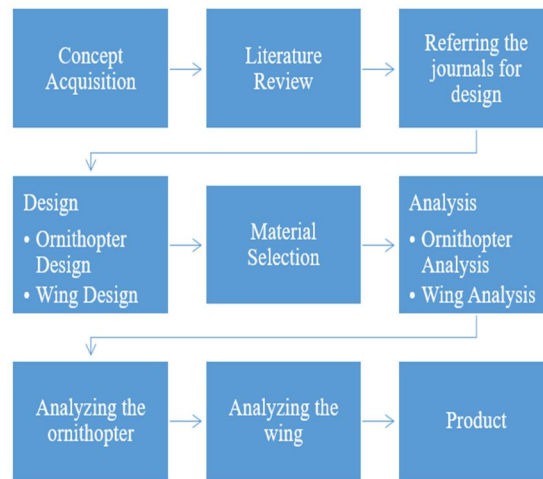 Concept
Acquisition
Literature
Review
Referring the
journals for
design
Design
• Ornithopter
Design
• Wing Design
Material
Selection
Analysis
• Ornithopter
Analysis
• Wing Analysis
Analyzing the
ornithopter
Analyzing the
wing
Product